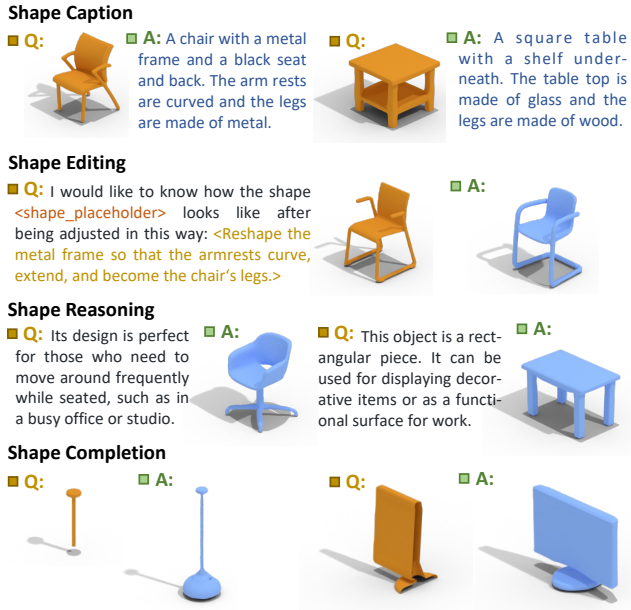 Shape Caption
Q:
A: A chair with a metal
frame and a black seat
and back. The arm rests
are curved and the legs
are made of metal.
Q:
A: A square table
with a shelf under-
neath. The table top is
made of glass and the
legs are made of wood.
Shape Editing
Q: I would like to know how the shape
<shape_placeholder> looks like after
being adjusted in this way: <Reshape the
metal frame so that the armrests curve,
extend, and become the chair's legs.>
A:
Shape Reasoning
Q: Its design is perfect
for those who need to
move around frequently
while seated, such as in
a busy office or studio.
A:
Q: This object is a rect-
angular piece. It can be
used for displaying decor-
ative items or as a functi-
onal surface for work.
A:
Shape Completion
Q:
A:
Q:
A: